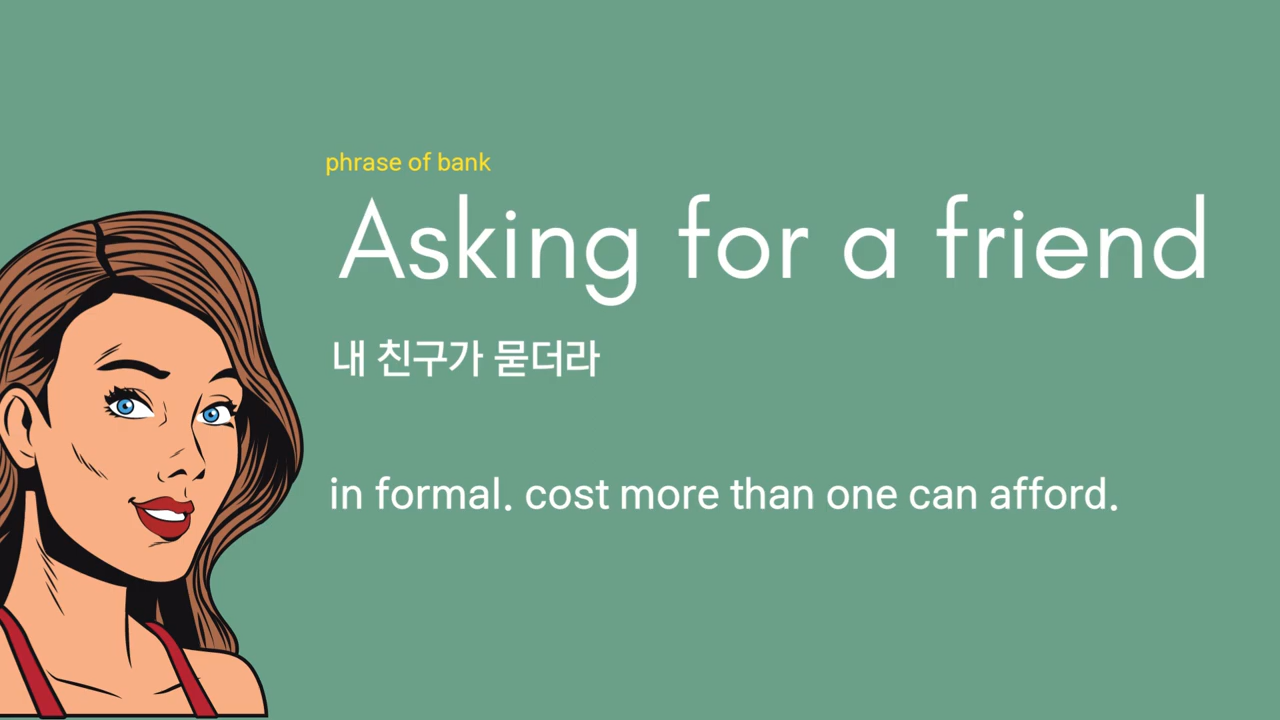 phrase of bank
Asking for a friend
내 친구가 묻더라
in formal. cost more than one can afford.